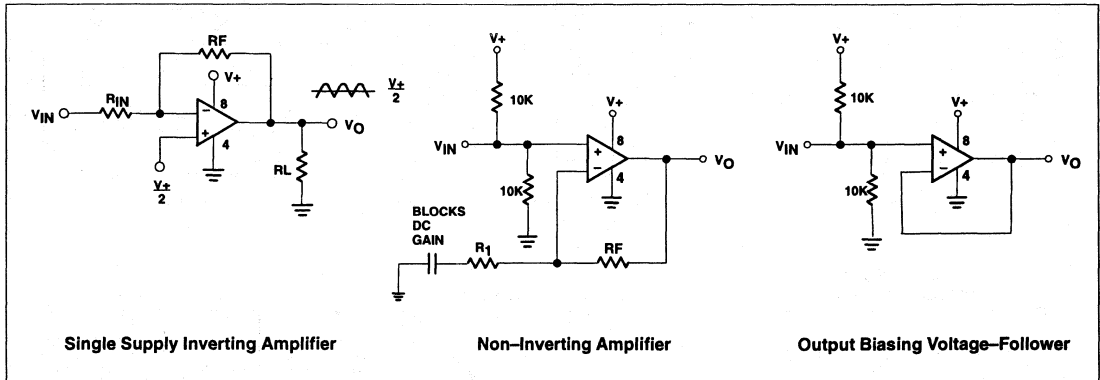 RF
V+
8
RIN
VIN
−
+
4
VO
V+
2
RL
V+
2
V+
10K
V+
8
VIN
+
−
4
VO
10K
BLOCKS
DC
GAIN
R1
RF
V+
10K
V+
8
VIN
+
−
4
VO
10K
Single Supply Inverting Amplifier
Non–Inverting Amplifier
Output Biasing Voltage–Follower